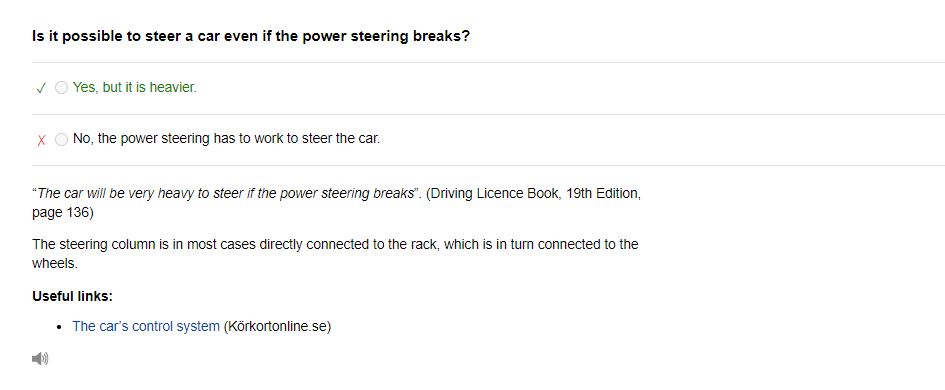 Is it possible to steer a car even if the power steering breaks?
✓ Yes, but it is heavier.
X No, the power steering has to work to steer the car.
“The car will be very heavy to steer if the power steering breaks”. (Driving Licence Book, 19th Edition,
page 136)
The steering column is in most cases directly connected to the rack, which is in turn connected to the
wheels.
Useful links:
• The car’s control system (Körkortonline.se)